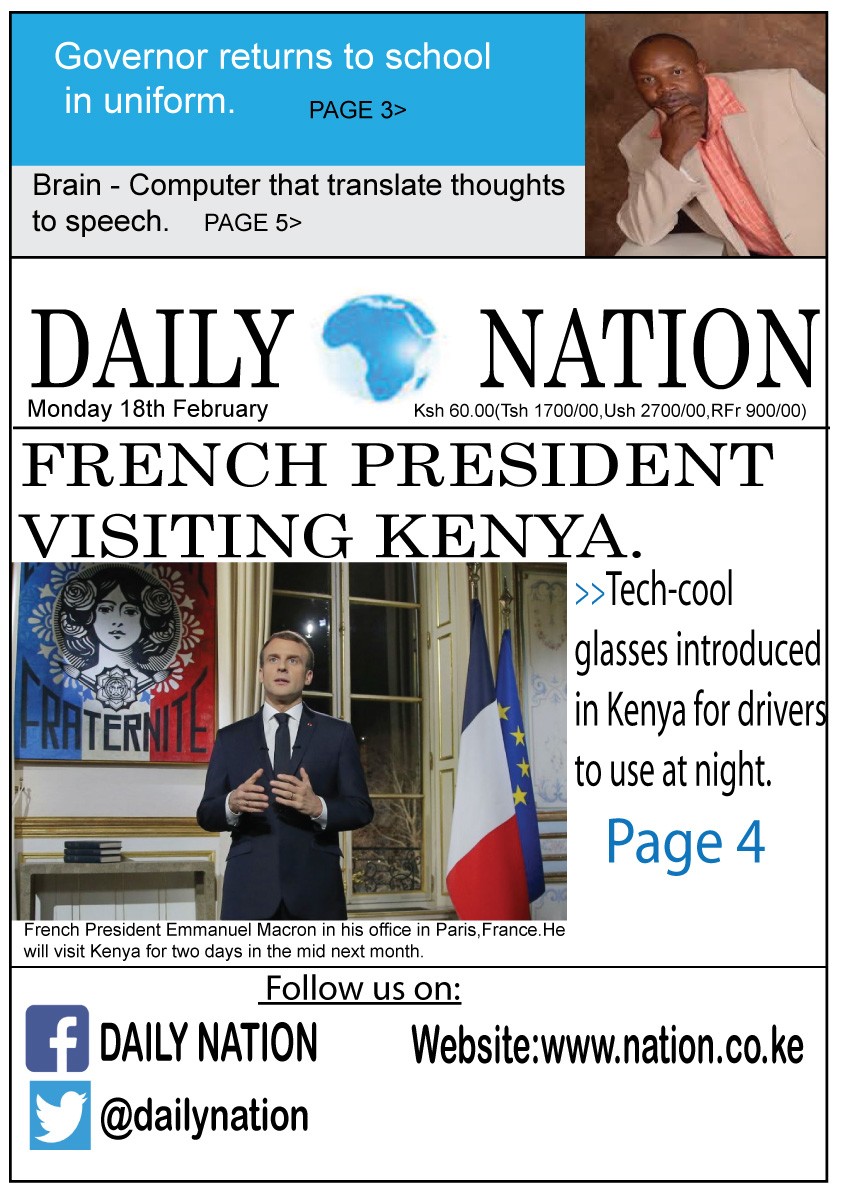 Governor returns to school
in uniform. PAGE 3>
Brain - Computer that translate thoughts
to speech. PAGE 5>
DAILY NATION
Monday 18th February
Ksh 60.00(Tsh 1700/00,Ush 2700/00,RFr 900/00)
FRENCH PRESIDENT
VISITING KENYA.
FRATERNITE
>>Tech-cool
glasses introduced
in Kenya for drivers
to use at night.
Page 4
French President Emmanuel Macron in his office in Paris,France.He
will visit Kenya for two days in the mid next month.
Follow us on:
f DAILY NATION
Website:www.nation.co.ke
@dailynation